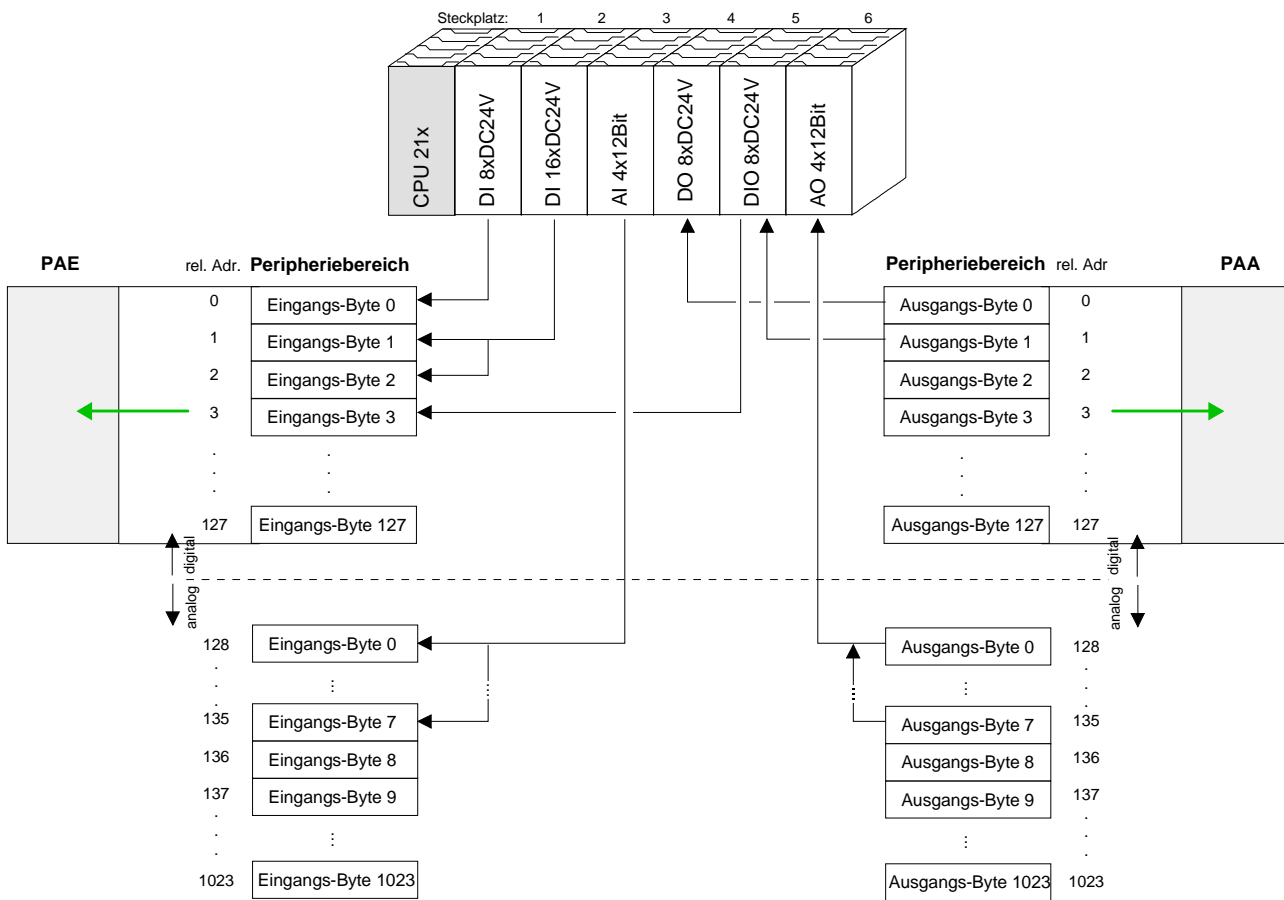 Steckplatz: 1 2 3 4 5 6
CPU 21x
DI 8xDC24V
DI 16xDC24V
AI 4x12Bit
DO 8xDC24V
DIO 8xDC24V
AO 4x12Bit
PAE rel. Adr. Peripheriebereich
0 Eingangs-Byte 0
1 Eingangs-Byte 1
2 Eingangs-Byte 2
3 Eingangs-Byte 3
. .
. .
. .
127 Eingangs-Byte 127
digital
analog
128 Eingangs-Byte 0
. ...
.
.
135 Eingangs-Byte 7
136 Eingangs-Byte 8
137 Eingangs-Byte 9
. ...
.
.
1023 Eingangs-Byte 1023
Peripheriebereich rel. Adr PAA
Ausgangs-Byte 0 0
Ausgangs-Byte 1 1
Ausgangs-Byte 2 2
Ausgangs-Byte 3 3
. .
. .
. .
Ausgangs-Byte 127 127
digital
analog
Ausgangs-Byte 0 128
... .
.
.
Ausgangs-Byte 7 135
Ausgangs-Byte 8 136
Ausgangs-Byte 9 137
... .
.
.
Ausgangs-Byte 1023 1023